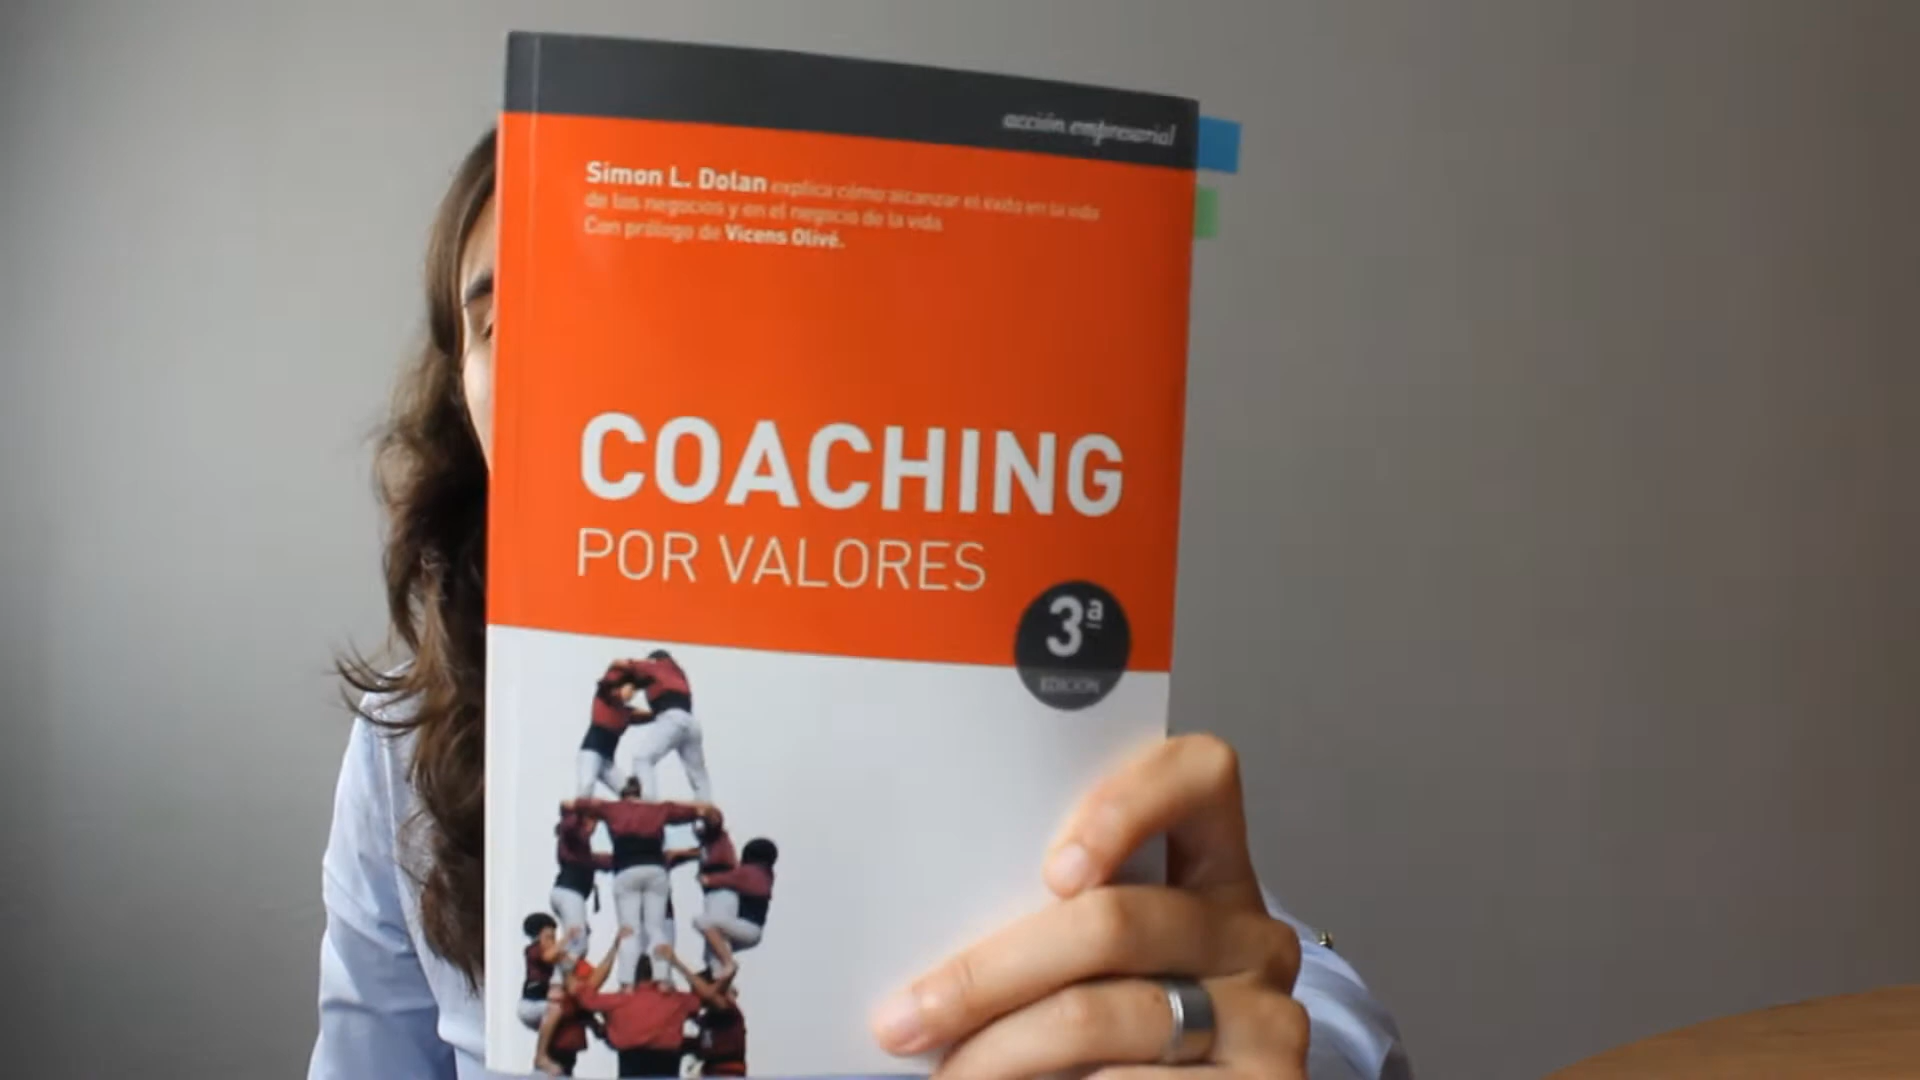 acción empresarial
Simon L. Dolan explica cómo alcanzar el éxito en la vida
de los negocios y en el negocio de la vida
Con prólogo de Vicens Olivé.
COACHING
POR VALORES
3ª
EDICIÓN